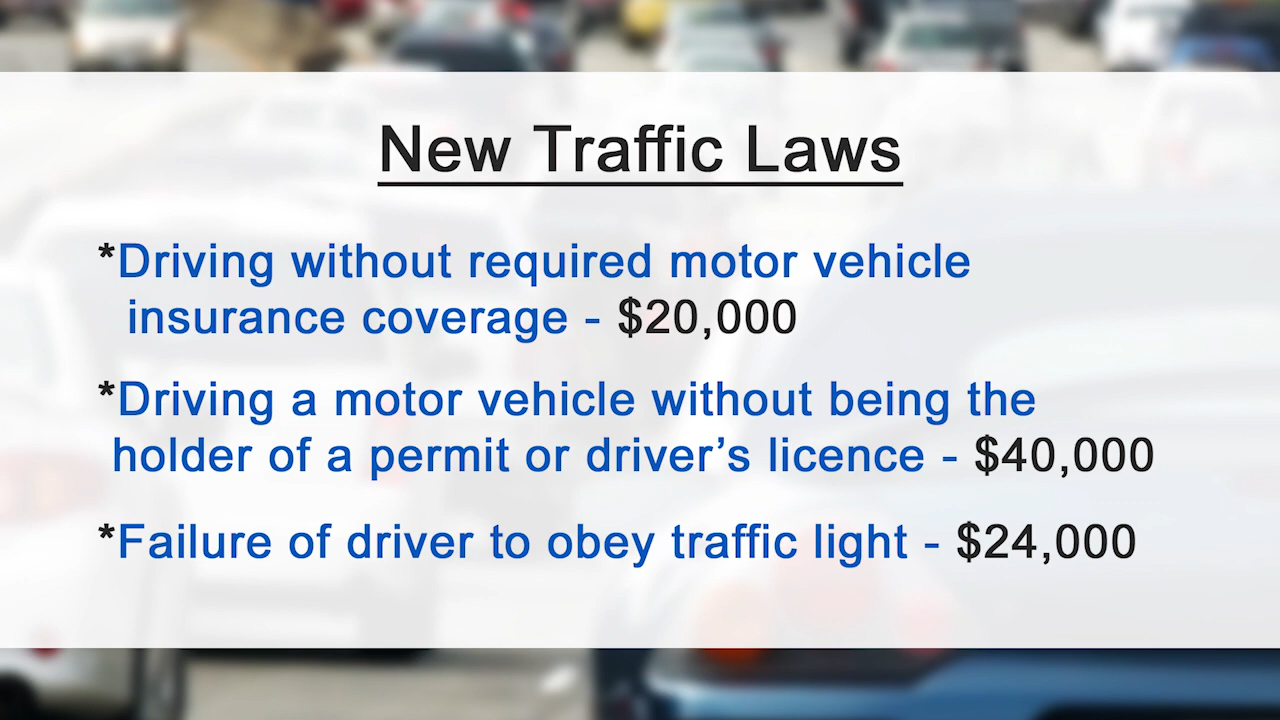 New Traffic Laws
*Driving without required motor vehicle
insurance coverage - $20,000
*Driving a motor vehicle without being the
holder of a permit or driver’s licence - $40,000
*Failure of driver to obey traffic light - $24,000